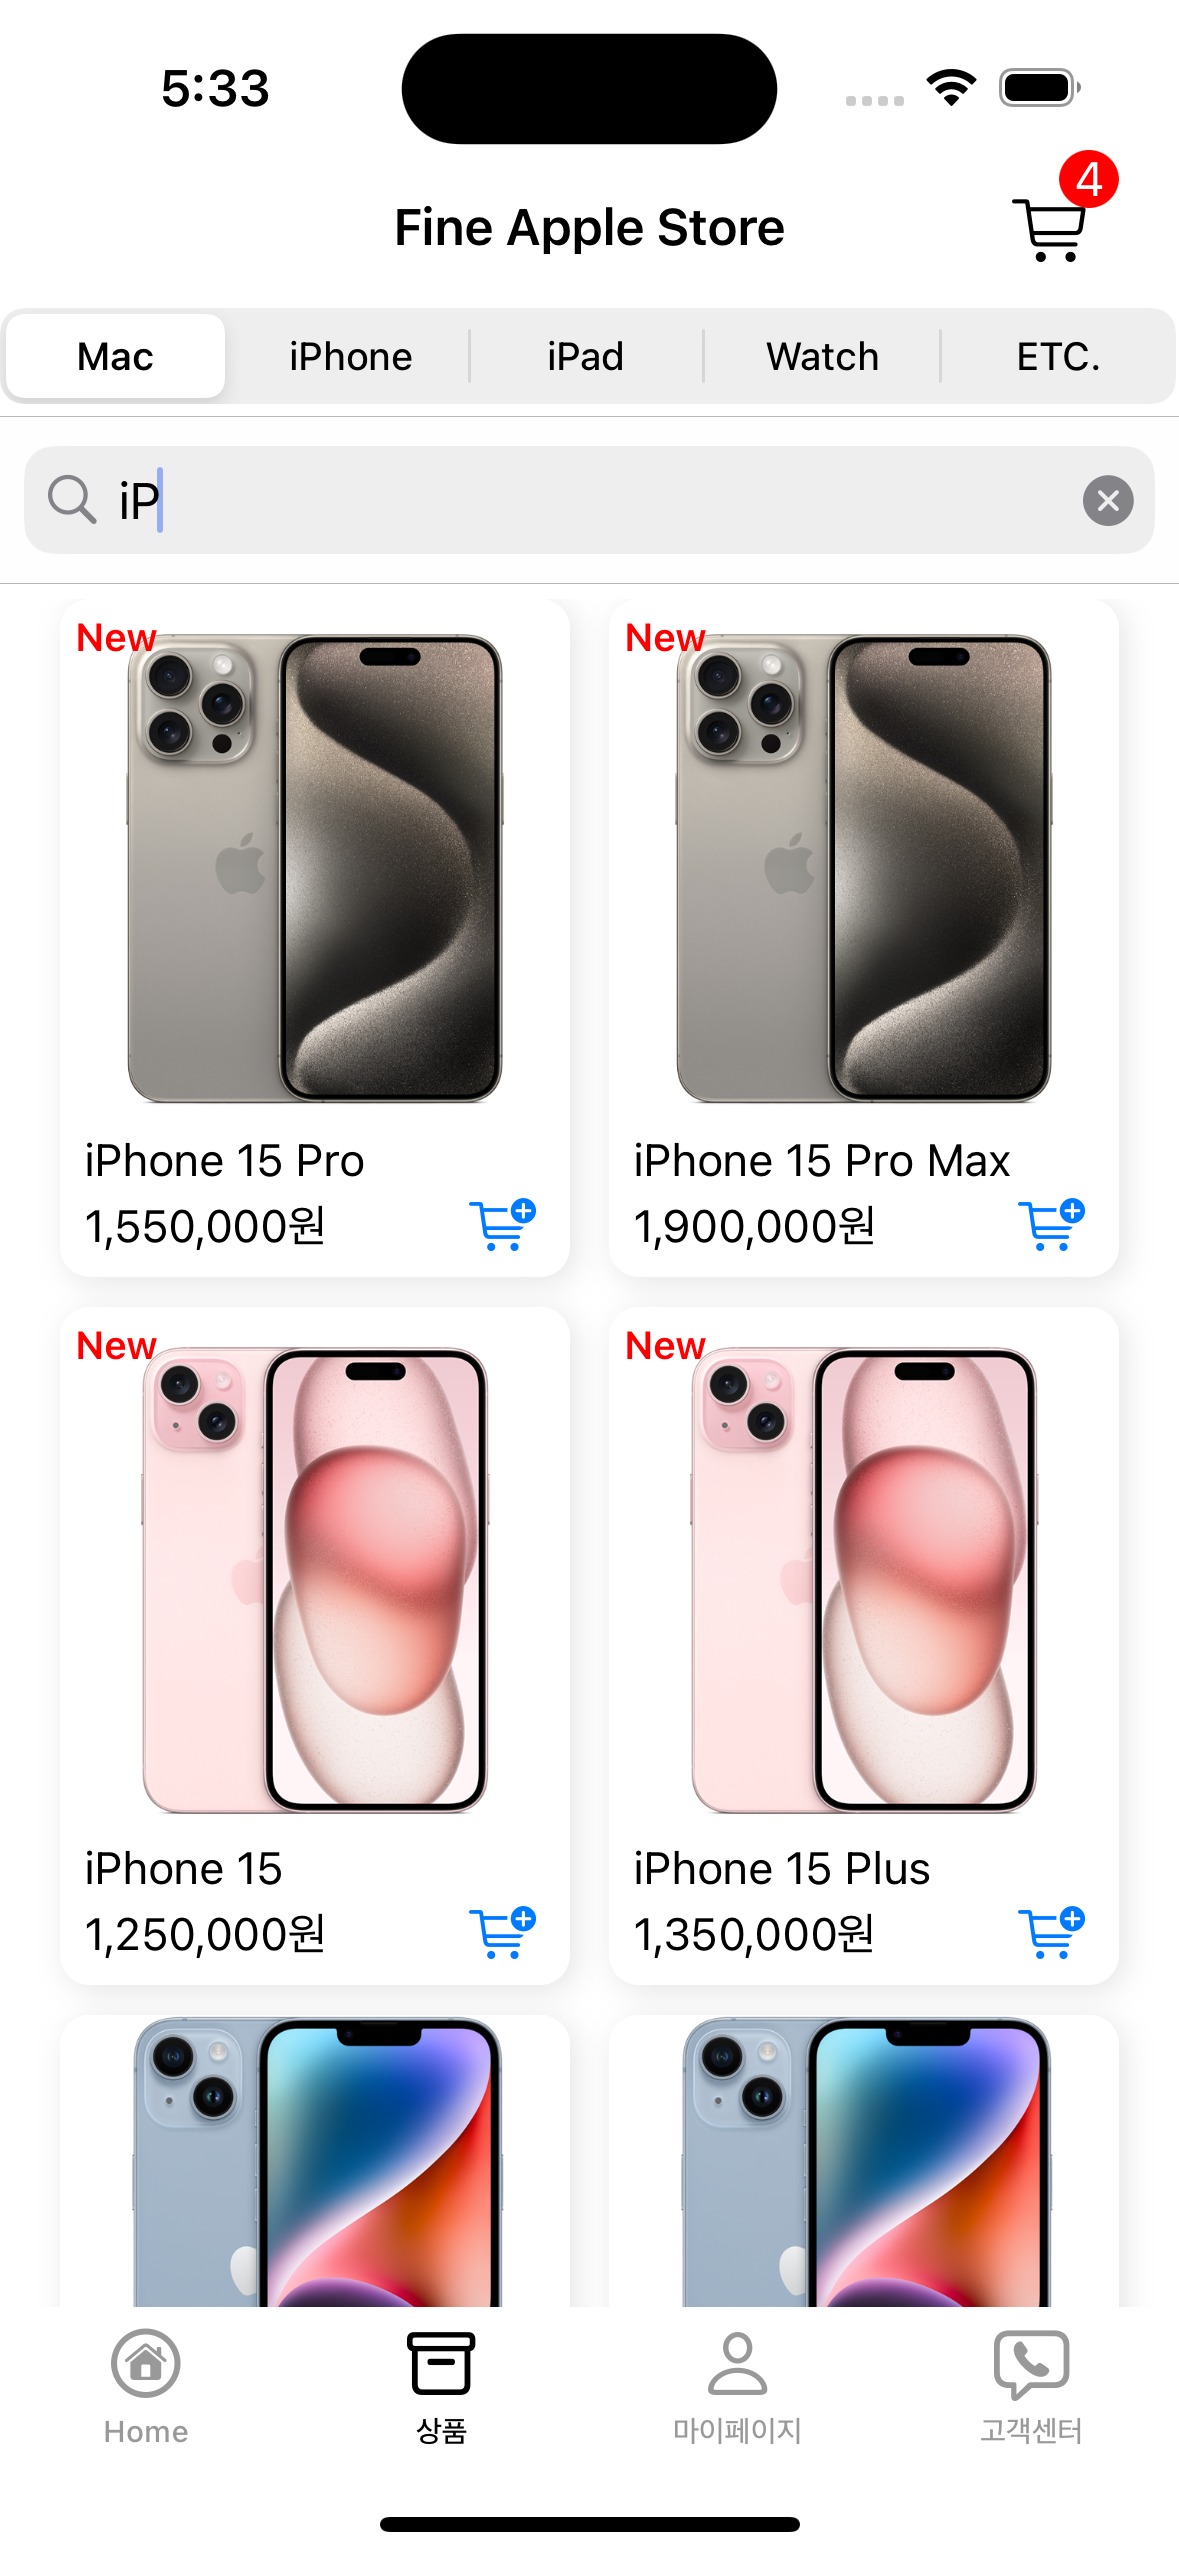 5:33
4
Fine Apple Store
Mac iPhone iPad Watch ETC.
iP
New New
iPhone 15 Pro iPhone 15 Pro Max
1,550,000원 1,900,000원
New New
iPhone 15 iPhone 15 Plus
1,250,000원 1,350,000원
Home 상품 마이페이지 고객센터